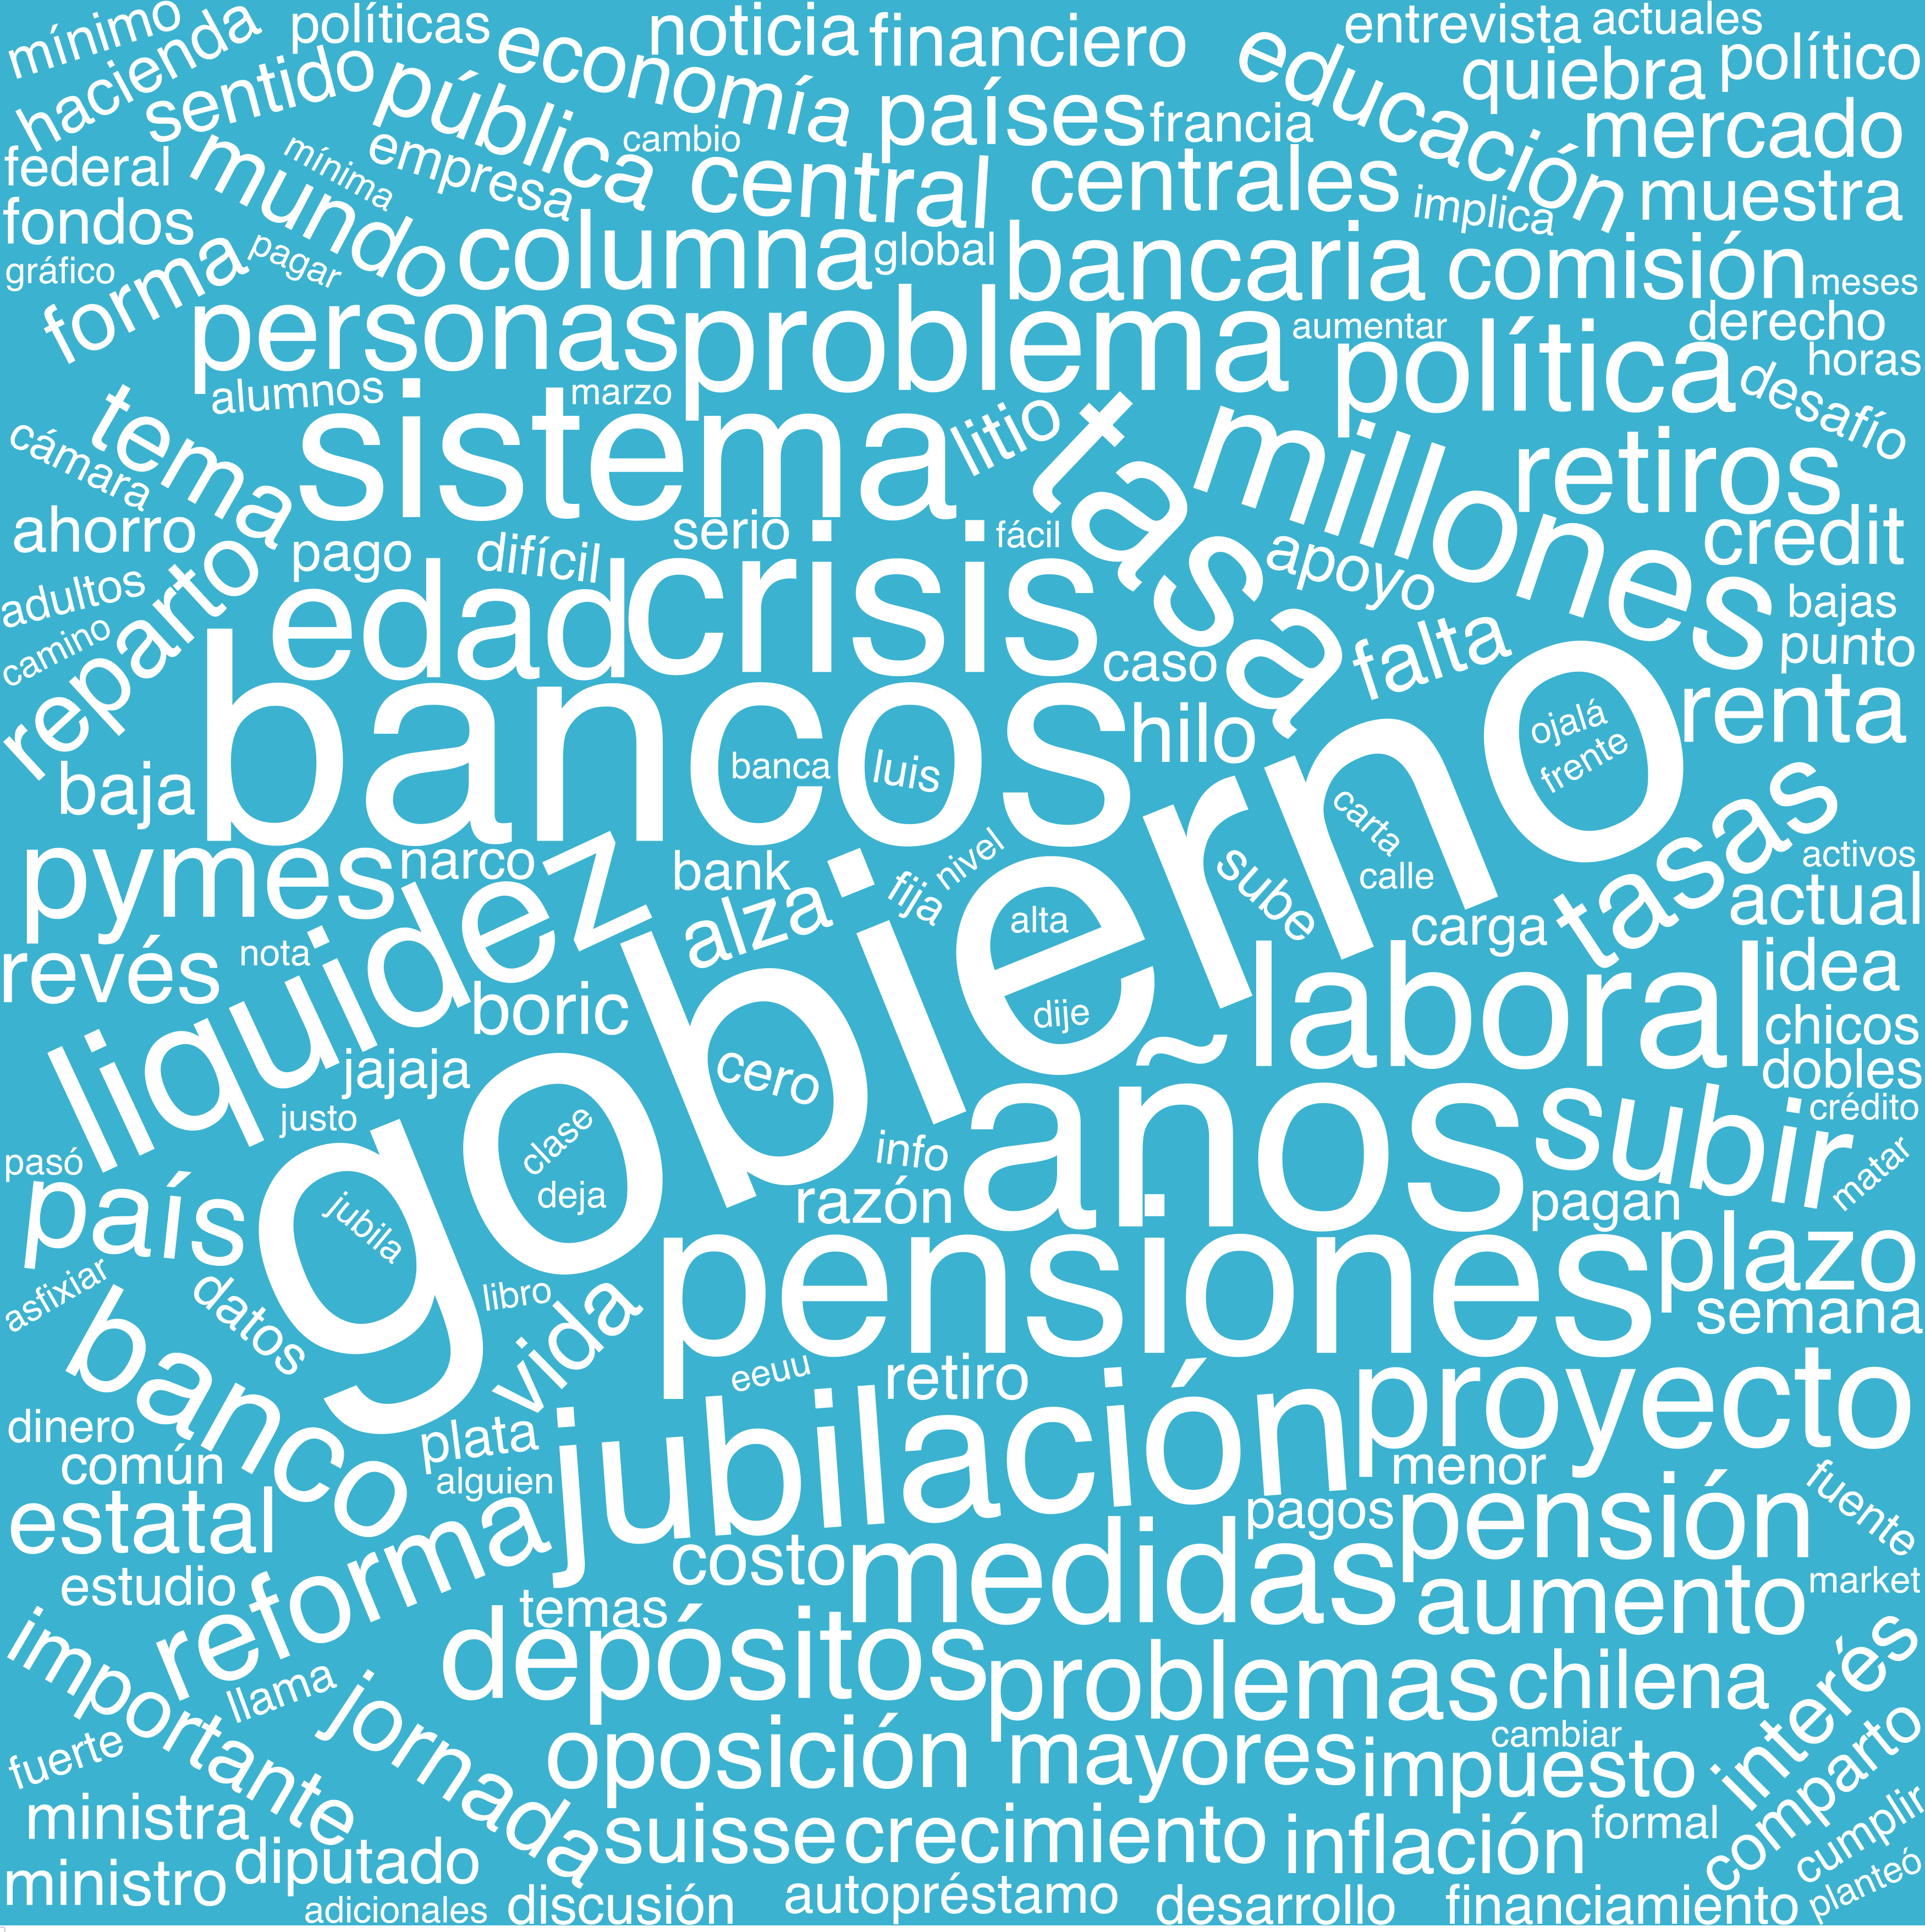 mínimo
políticas
noticia
financiero
entrevista
actuales
hacienda
sentido
economía
educación
quiebra
político
pública
países
francia
mercado
federal
mínima
empresa
cambio
central
centrales
implica
muestra
fondos
mundo
columna
global
bancaria
comisión
meses
gráfico
forma
pagar
personas
problema
aumentar
política
derecho
horas
alumnos
marzo
desafío
cámara
tema
sistema
litio
tasa
millones
retiros
ahorro
pago
difícil
serio
fácil
apoyo
credit
adultos
reparto
edad
crisis
caso
falta
bajas
camino
punto
bancos
banca
luis
hilo
ojalá
frente
renta
baja
pymes
narco
bank
alza
fija
nivel
sube
carta
calle
tasas
activos
actual
revés
nota
liquidez
boric
gobierno
alta
dije
carga
laboral
idea
jajaja
cero
chicos
dobles
justo
clase
deja
info
años
subir
crédito
pasó
país
jubila
razón
pagan
matar
plazo
asfixiar
datos
libro
vida
pensiones
semana
banco
eeuu
retiro
proyecto
dinero
plata
jubilación
común
alguien
menor
fuente
estatal
reforma
costo
medidas
pagos
pensión
estudio
temas
aumento
market
importante
llama
depósitos
problemas
chilena
interés
fuerte
jornada
oposición
mayores
cambiar
impuesto
comparto
ministra
suisse
crecimiento
inflación
formal
cumplir
ministro
diputado
planteó
adicionales
discusión
autopréstamo
desarrollo
financiamiento